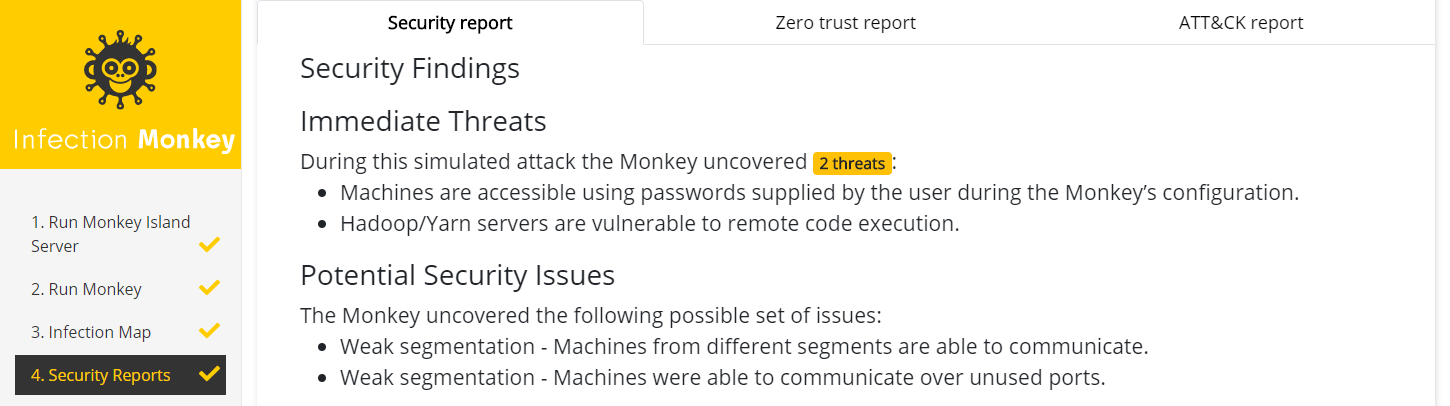 Infection Monkey
1. Run Monkey Island
Server
2. Run Monkey
3. Infection Map
4. Security Reports
Security report
Zero trust report
ATT&CK report
Security Findings
Immediate Threats
During this simulated attack the Monkey uncovered 2 threats:
Machines are accessible using passwords supplied by the user during the Monkey’s configuration.
Hadoop/Yarn servers are vulnerable to remote code execution.
Potential Security Issues
The Monkey uncovered the following possible set of issues:
Weak segmentation - Machines from different segments are able to communicate.
Weak segmentation - Machines were able to communicate over unused ports.